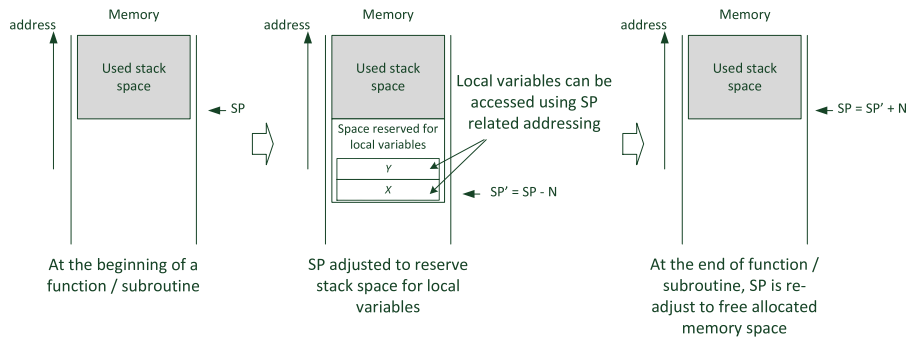 Memory
address
Used stack
space
SP
At the beginning of a
function / subroutine
Memory
address
Used stack
space
Space reserved for
local variables
Y
X
SP' = SP - N
Local variables can be
accessed using SP
related addressing
SP adjusted to reserve
stack space for local
variables
Memory
address
Used stack
space
SP = SP' + N
At the end of function /
subroutine, SP is re-
adjust to free allocated
memory space